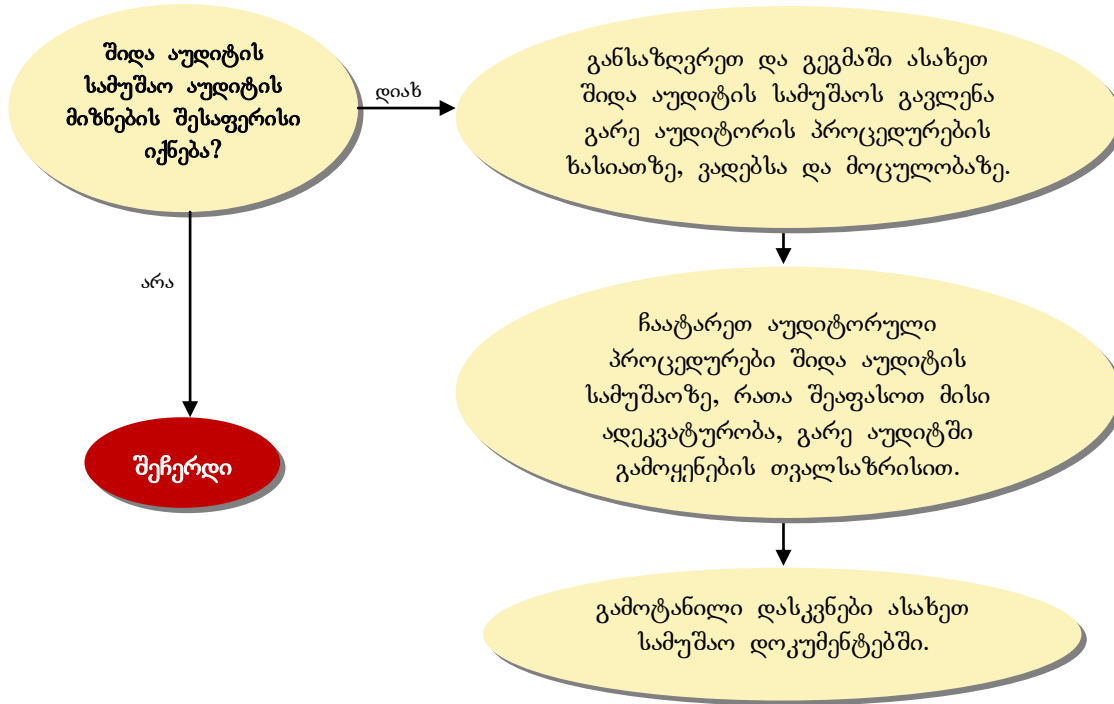 შიდა აუდიტის
სამუშაო აუდიტის
მიზნების შესაფერისი
იქნება?
დიახ
განსაზღვრეთ და გეგმაში ასახეთ
შიდა აუდიტის სამუშაოს გავლენა
გარე აუდიტორის პროცედურების
ხასიათზე, ვადებსა და მოცულობაზე.
არა
ჩაატარეთ აუდიტორული
პროცედურები შიდა აუდიტის
სამუშაოზე, რათა შეაფასოთ მისი
ადეკვატურობა, გარე აუდიტში
გამოყენების თვალსაზრისით.
შეჩერდი
გამოტანილი დასკვნები ასახეთ
სამუშაო დოკუმენტებში.